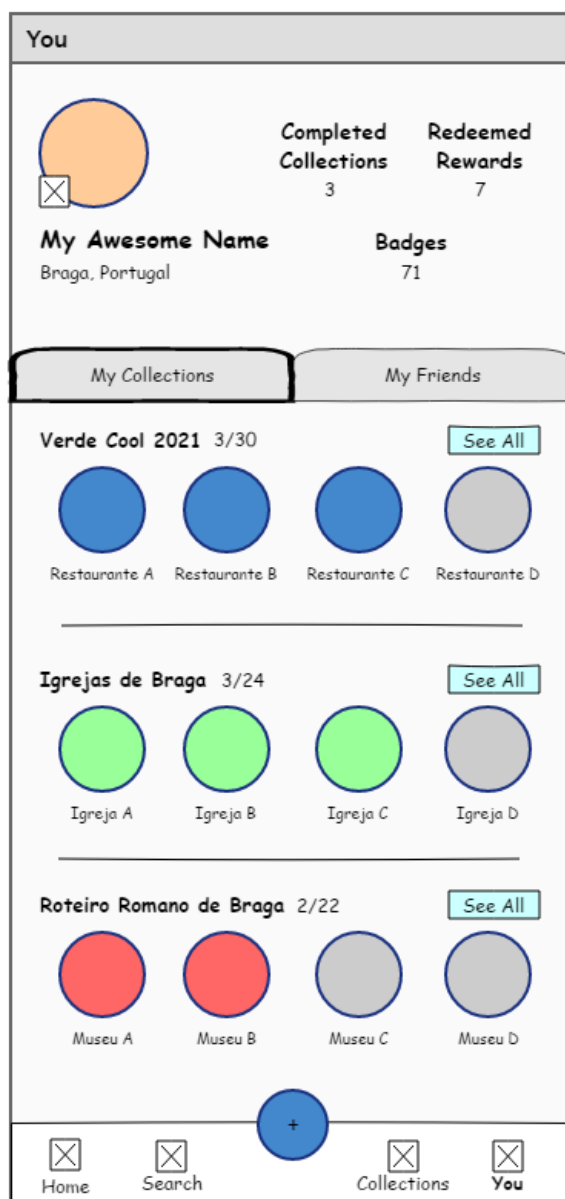 You
Completed Collections
3
Redeemed Rewards
7
My Awesome Name
Braga, Portugal
Badges
71
My Collections
My Friends
Verde Cool 2021 3/30
See All
Restaurante A
Restaurante B
Restaurante C
Restaurante D
Igrejas de Braga 3/24
See All
Igreja A
Igreja B
Igreja C
Igreja D
Roteiro Romano de Braga 2/22
See All
Museu A
Museu B
Museu C
Museu D
+
Home
Search
Collections
You